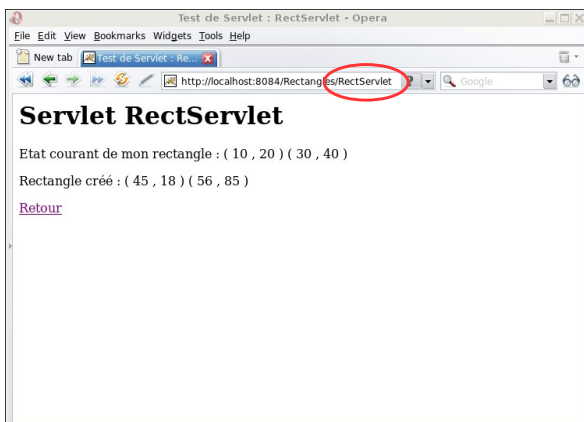 Test de Servlet : RectServlet - Opera
File Edit View Bookmarks Widgets Tools Help
New tab Test de Servlet : Re...
http://localhost:8084/Rectangles/RectServlet ? Google
Servlet RectServlet
Etat courant de mon rectangle : ( 10 , 20 ) ( 30 , 40 )
Rectangle créé : ( 45 , 18 ) ( 56 , 85 )
Retour